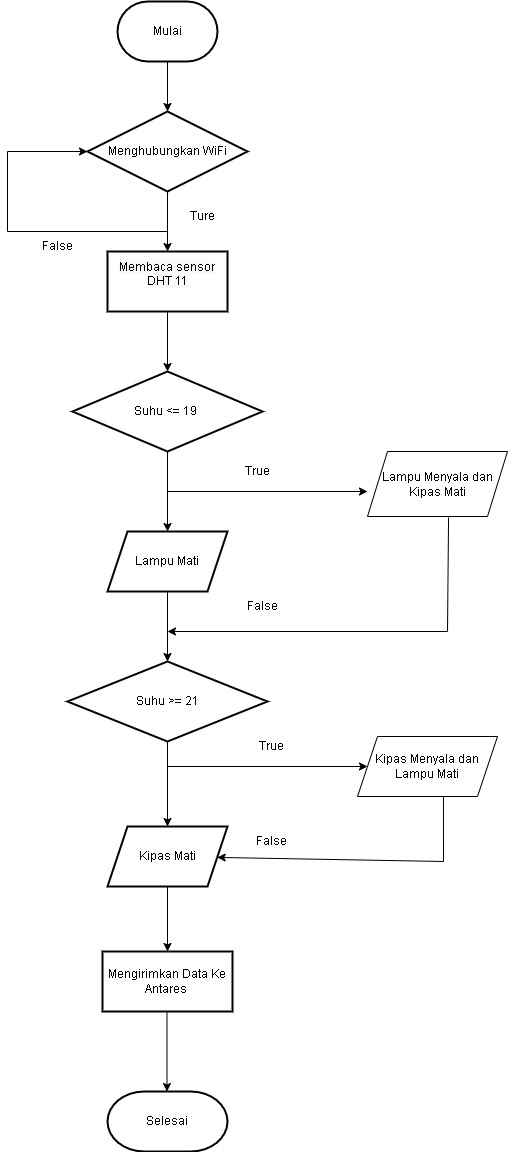 Mulai
Menghubungkan WiFi
Ture
False
Membaca sensor
DHT 11
Suhu <= 19
True
Lampu Menyala dan
Kipas Mati
Lampu Mati
False
Suhu >= 21
True
Kipas Menyala dan
Lampu Mati
False
Kipas Mati
Mengirimkan Data Ke
Antares
Selesai